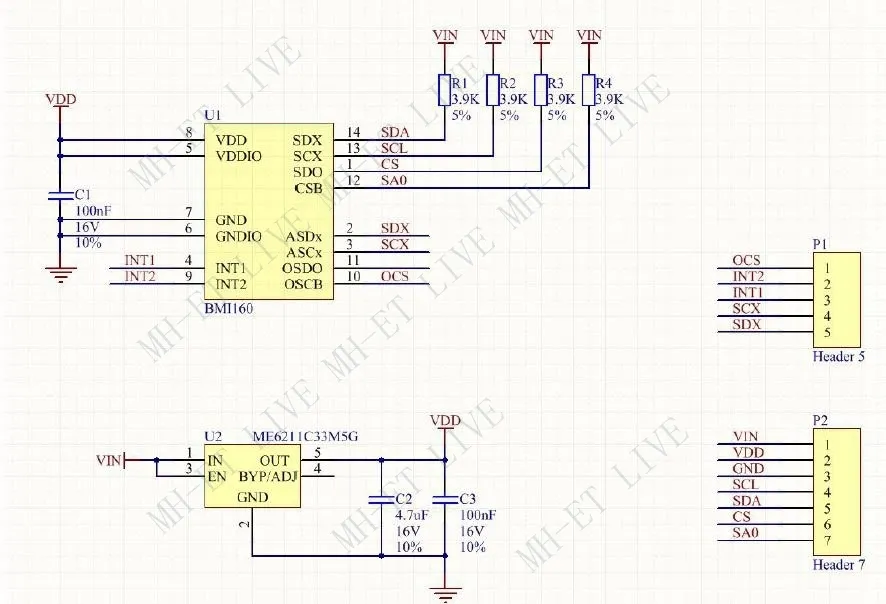 VIN VIN VIN VIN
R1 R2 R3 R4
3.9K 3.9K 3.9K 3.9K
5% 5% 5% 5%
VDD
U1
8 VDD SDX 14 SDA
5 VDDIO SCX 13 SCL
SDO 1 CS
CSB 12 SA0
C1
100nF
16V
10%
7 GND
6 GNDIO ASDx 2 SDX
ASCx 3 SCX
INT1 4 INT1 OSDO 11
INT2 9 INT2 OSCB 10 OCS
BMI160
P1
OCS 1
INT2 2
INT1 3
SCX 4
SDX 5
Header 5
VDD
U2 ME6211C33M5G
VIN 1 IN OUT 5
3 EN BYP/ADJ 4
GND
2
C2 C3
4.7uF 100nF
16V 16V
10% 10%
P2
VIN 1
VDD 2
GND 3
SCL 4
SDA 5
CS 6
SA0 7
Header 7
MH-ET LIVE
MH-ET LIVE
MH-ET LIVE
MH-ET LIVE
MH-ET LIVE
MH-ET LIVE
MH-ET LIVE
MH-ET LIVE